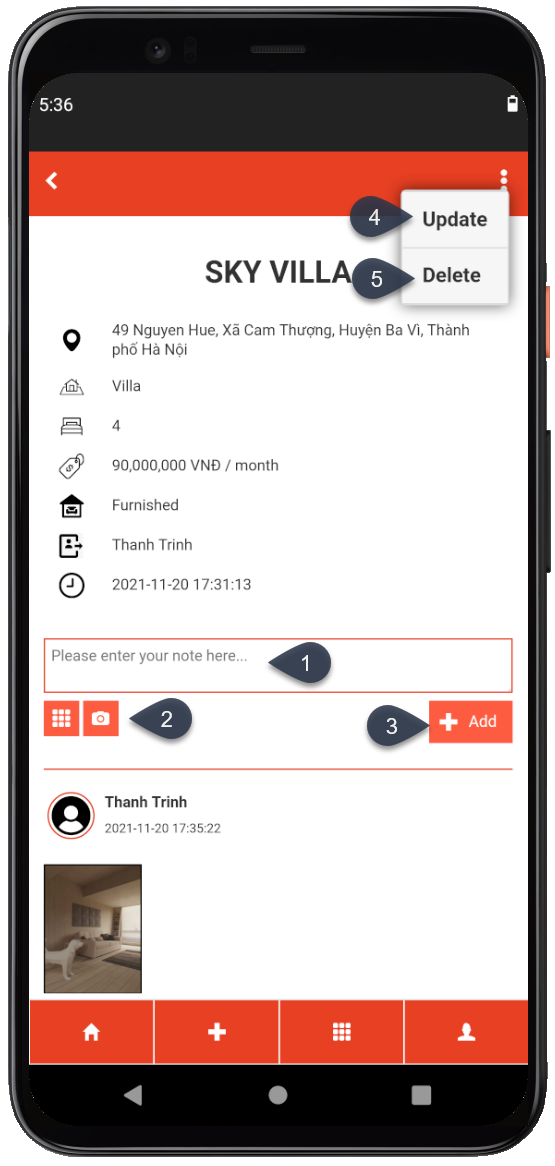 5:36
4
Update
SKY VILLA
5
Delete
49 Nguyen Hue, Xã Cam Thượng, Huyện Ba Vì, Thành
phố Hà Nội
Villa
4
90,000,000 VNĐ / month
Furnished
Thanh Trinh
2021-11-20 17:31:13
Please enter your note here...
1
2
3
Add
Thanh Trinh
2021-11-20 17:35:22